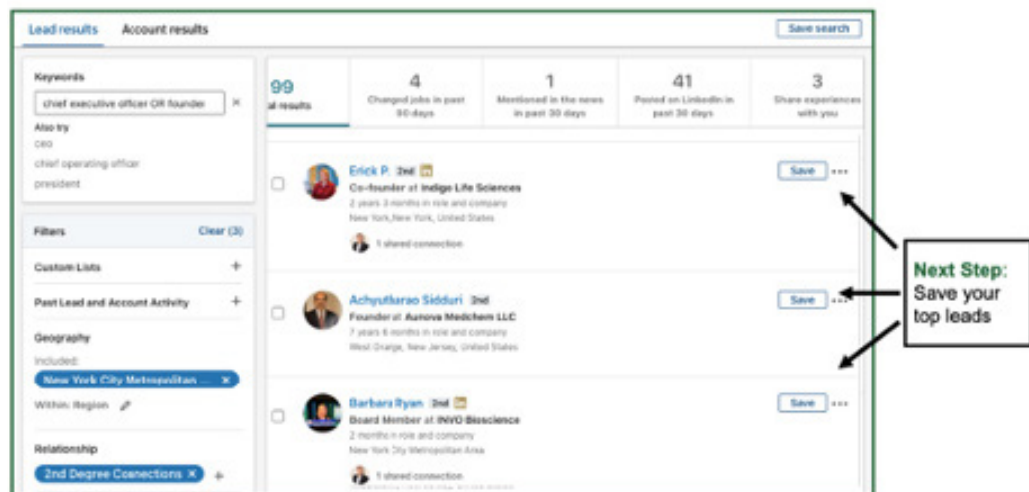 Lead results Account results Save search
Keywords
chief executive officer OR founder ×
Also try
CEO
chief operating officer
president
Filters Clear (3)
Custom Lists +
Past Lead and Account Activity +
Geography
Included:
New York City Metropolitan ... ×
Within: Region
Relationship
2nd Degree Connections × +
99
al results
4
Changed jobs in past
90 days
1
Mentioned in the news
in past 30 days
41
Posted on LinkedIn in
past 30 days
3
Share experiences
with you
Erick P. 2nd in
Co-founder at Indigo Life Sciences
2 years 3 months in role and company
New York, New York, United States
1 shared connection
Save ...
Achyutharao Sidduri 2nd
Founder at Aunova Medchem LLC
7 years 6 months in role and company
West Orange, New Jersey, United States
Save ...
Barbara Ryan 2nd in
Board Member at INVO Bioscience
2 months in role and company
New York City Metropolitan Area
1 shared connection
Save ...
Next Step:
Save your
top leads